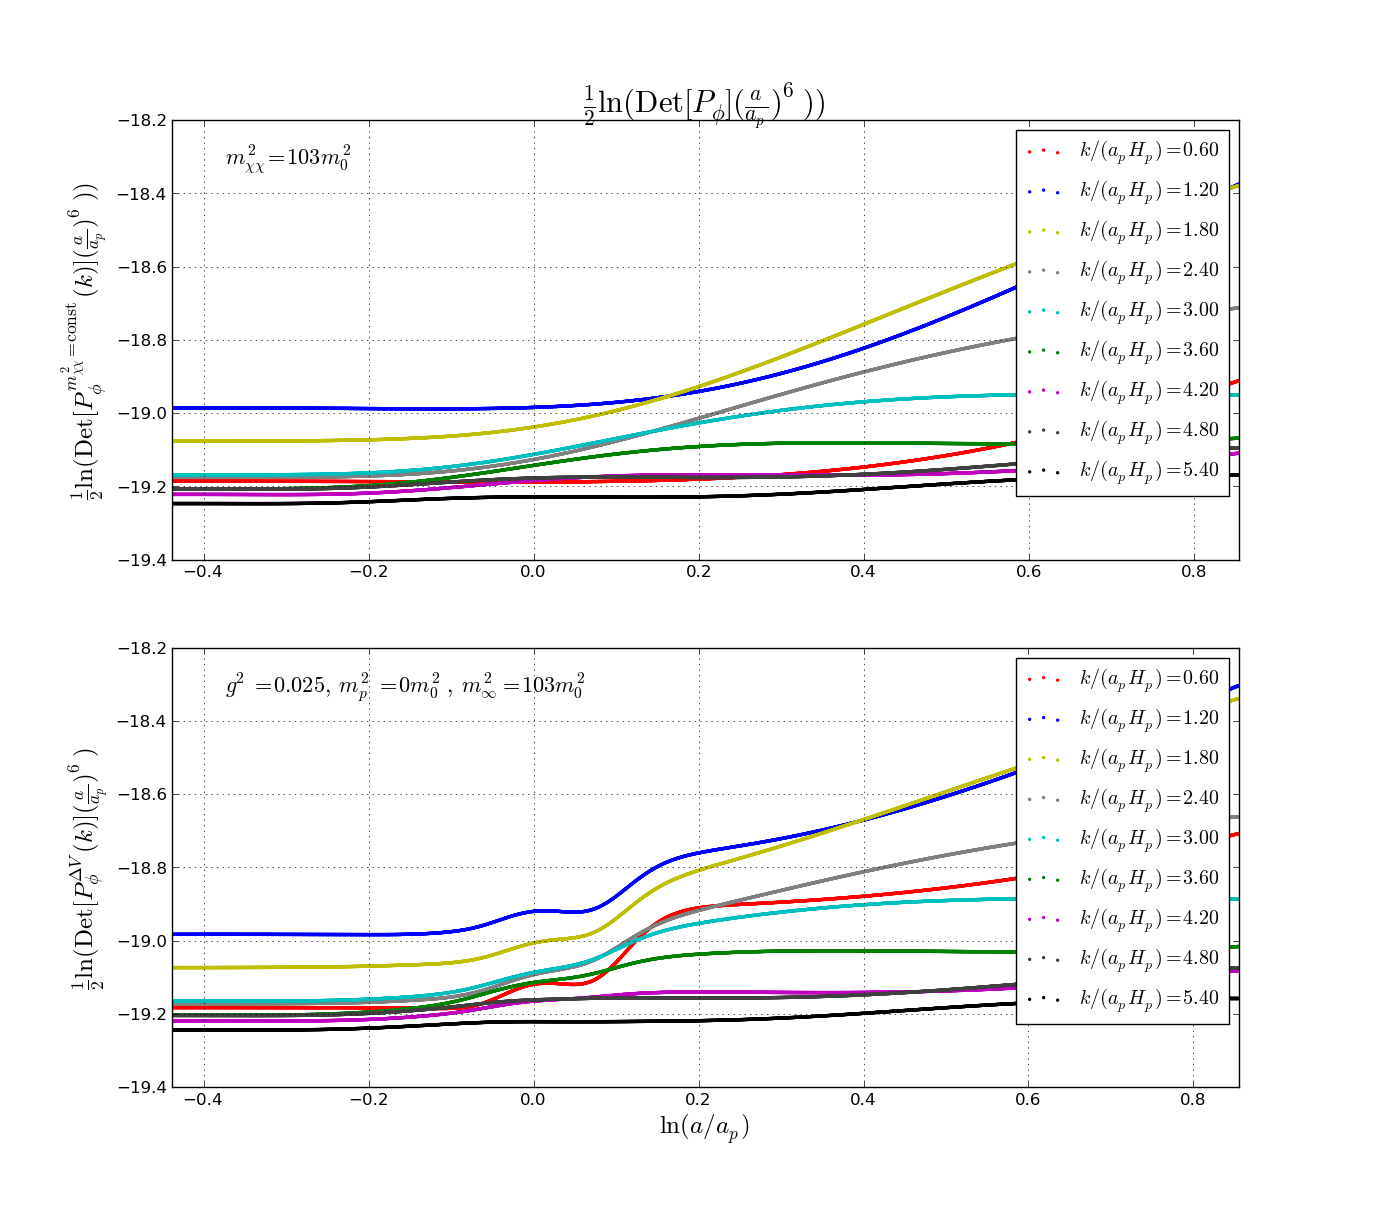 ½ln(Det[P_ϕ](a/a_p)^6 ))
½ln(Det[P_ϕ^{m²_χχ=const}(k)](a/a_p)^6 ))
−18.2
−18.4
−18.6
−18.8
−19.0
−19.2
−19.4
m²_χχ=103m²_0
k/(a_p H_p)=0.60
k/(a_p H_p)=1.20
k/(a_p H_p)=1.80
k/(a_p H_p)=2.40
k/(a_p H_p)=3.00
k/(a_p H_p)=3.60
k/(a_p H_p)=4.20
k/(a_p H_p)=4.80
k/(a_p H_p)=5.40
−0.4 −0.2 0.0 0.2 0.4 0.6 0.8
½ln(Det[P_ϕ^{ΔV}(k)](a/a_p)^6 )
−18.2
−18.4
−18.6
−18.8
−19.0
−19.2
−19.4
g² =0.025, m²_p =0m²_0 , m²_∞ =103m²_0
k/(a_p H_p)=0.60
k/(a_p H_p)=1.20
k/(a_p H_p)=1.80
k/(a_p H_p)=2.40
k/(a_p H_p)=3.00
k/(a_p H_p)=3.60
k/(a_p H_p)=4.20
k/(a_p H_p)=4.80
k/(a_p H_p)=5.40
−0.4 −0.2 0.0 0.2 0.4 0.6 0.8
ln(a/a_p)